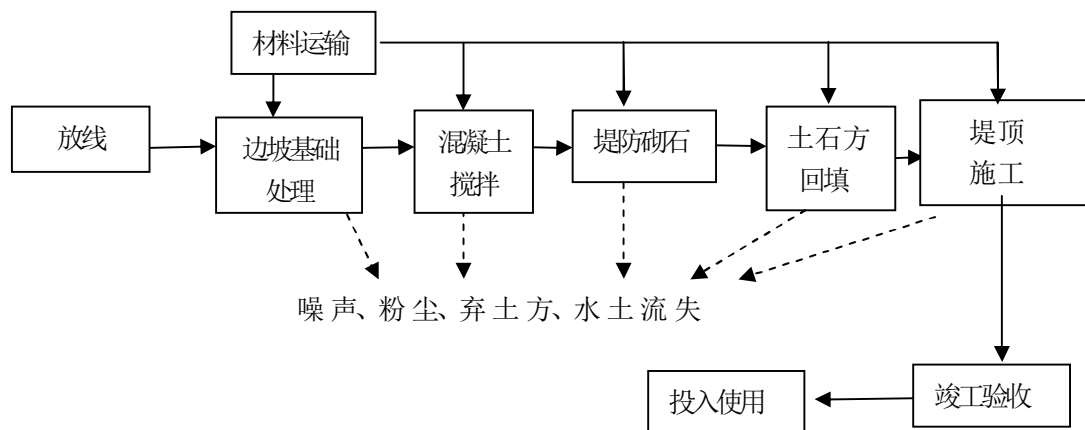 材料运输
放线
边坡基础
处理
混凝土
搅拌
堤防砌石
土石方
回填
堤顶
施工
噪声、粉尘、弃土方、水土流失
竣工验收
投入使用